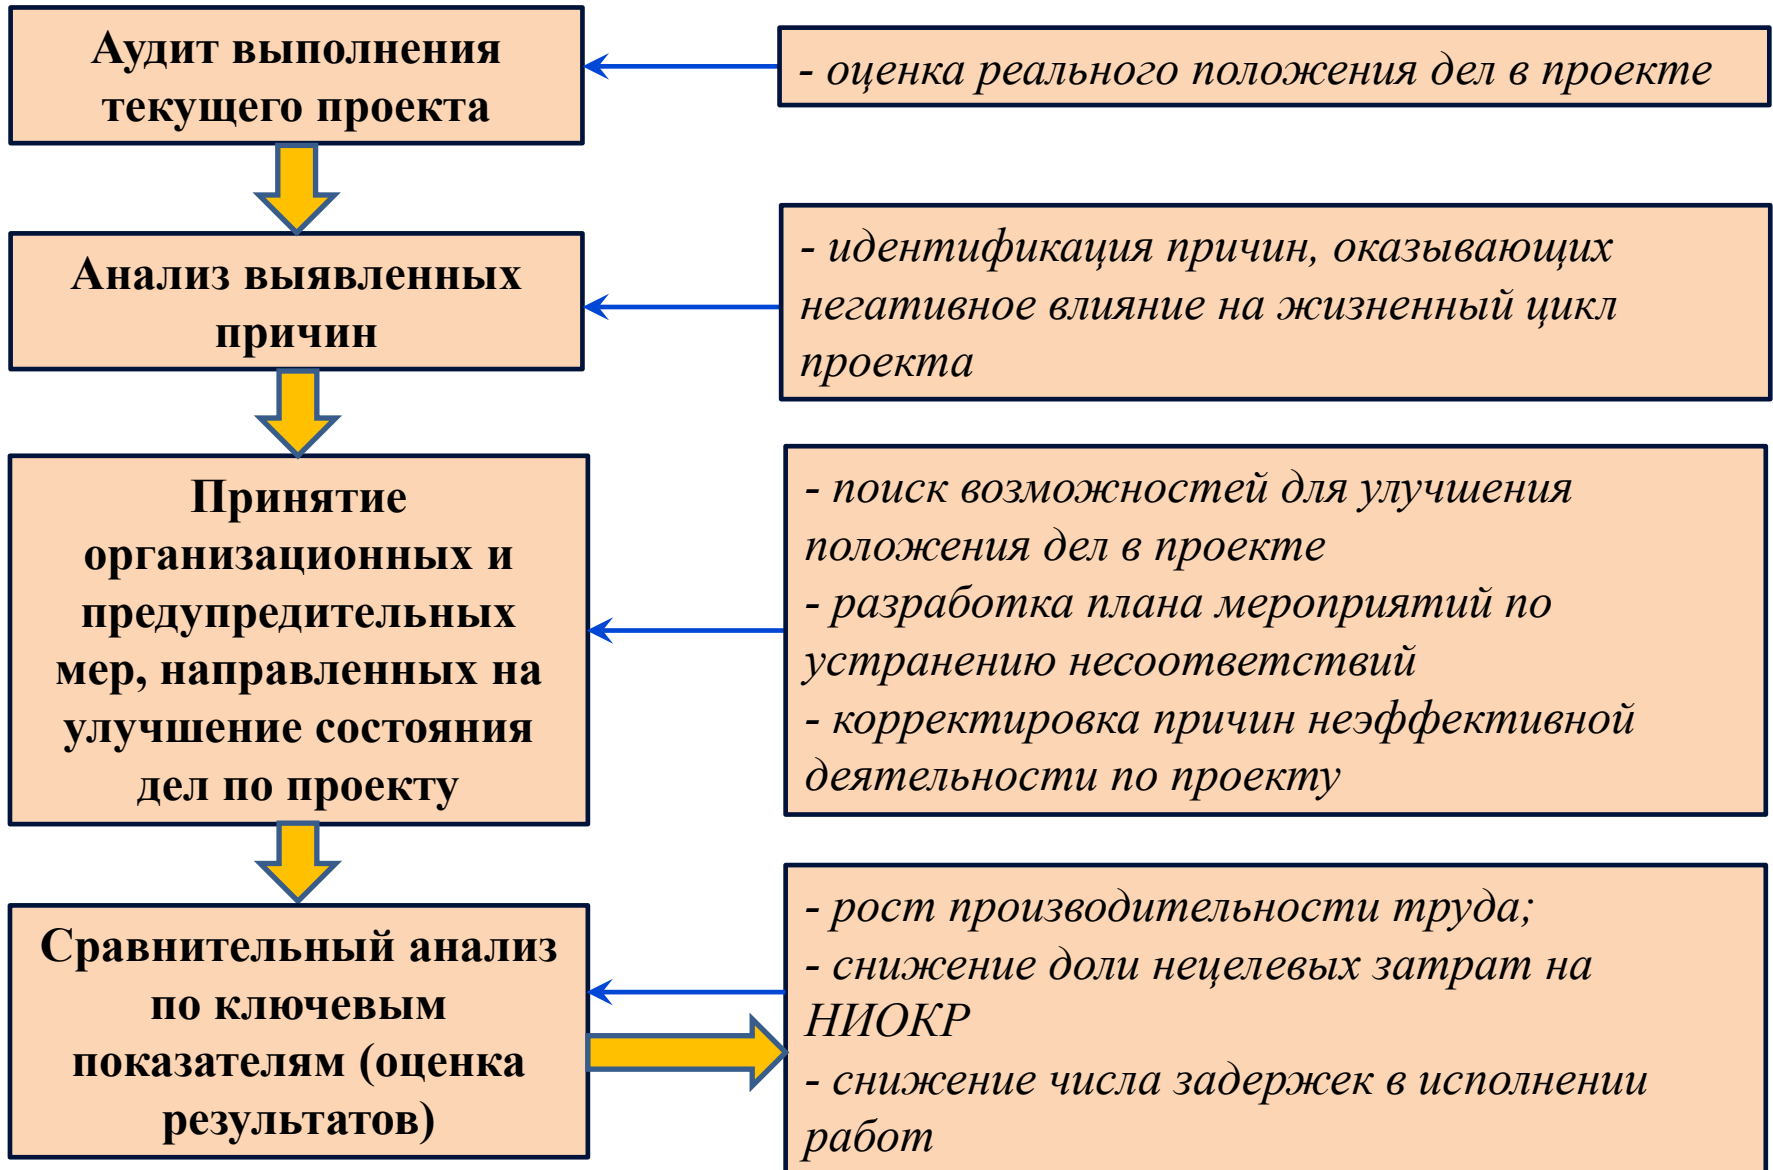 Аудит выполнения
текущего проекта
- оценка реального положения дел в проекте
Анализ выявленных
причин
- идентификация причин, оказывающих
негативное влияние на жизненный цикл
проекта
Принятие
организационных и
предупредительных
мер, направленных на
улучшение состояния
дел по проекту
- поиск возможностей для улучшения
положения дел в проекте
- разработка плана мероприятий по
устранению несоответствий
- корректировка причин неэффективной
деятельности по проекту
Сравнительный анализ
по ключевым
показателям (оценка
результатов)
- рост производительности труда;
- снижение доли нецелевых затрат на
НИОКР
- снижение числа задержек в исполнении
работ